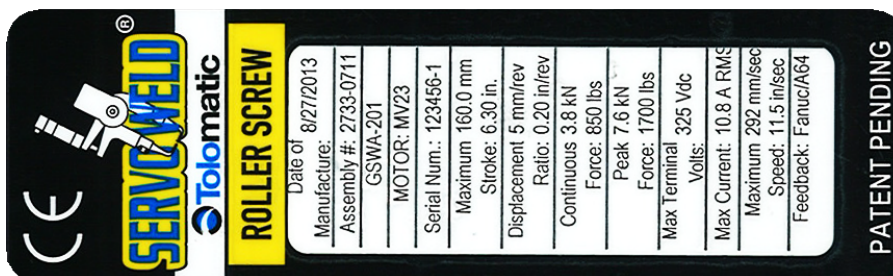 CE
SERVOWELD®
Tolomatic
ROLLER SCREW
Date of 8/27/2013
Manufacture:
Assembly #: 2733-0711
GSWA-201
MOTOR: MV23
Serial Num.: 123456-1
Maximum 160.0 mm
Stroke: 6.30 in.
Displacement 5 mm/rev
Ratio: 0.20 in/rev
Continuous 3.8 kN
Force: 850 lbs
Peak 7.6 kN
Force: 1700 lbs
Max Terminal 325 Vdc
Volts:
Max Current: 10.8 A RMS
Maximum 292 mm/sec
Speed: 11.5 in/sec
Feedback: Fanuc/A64
PATENT PENDING